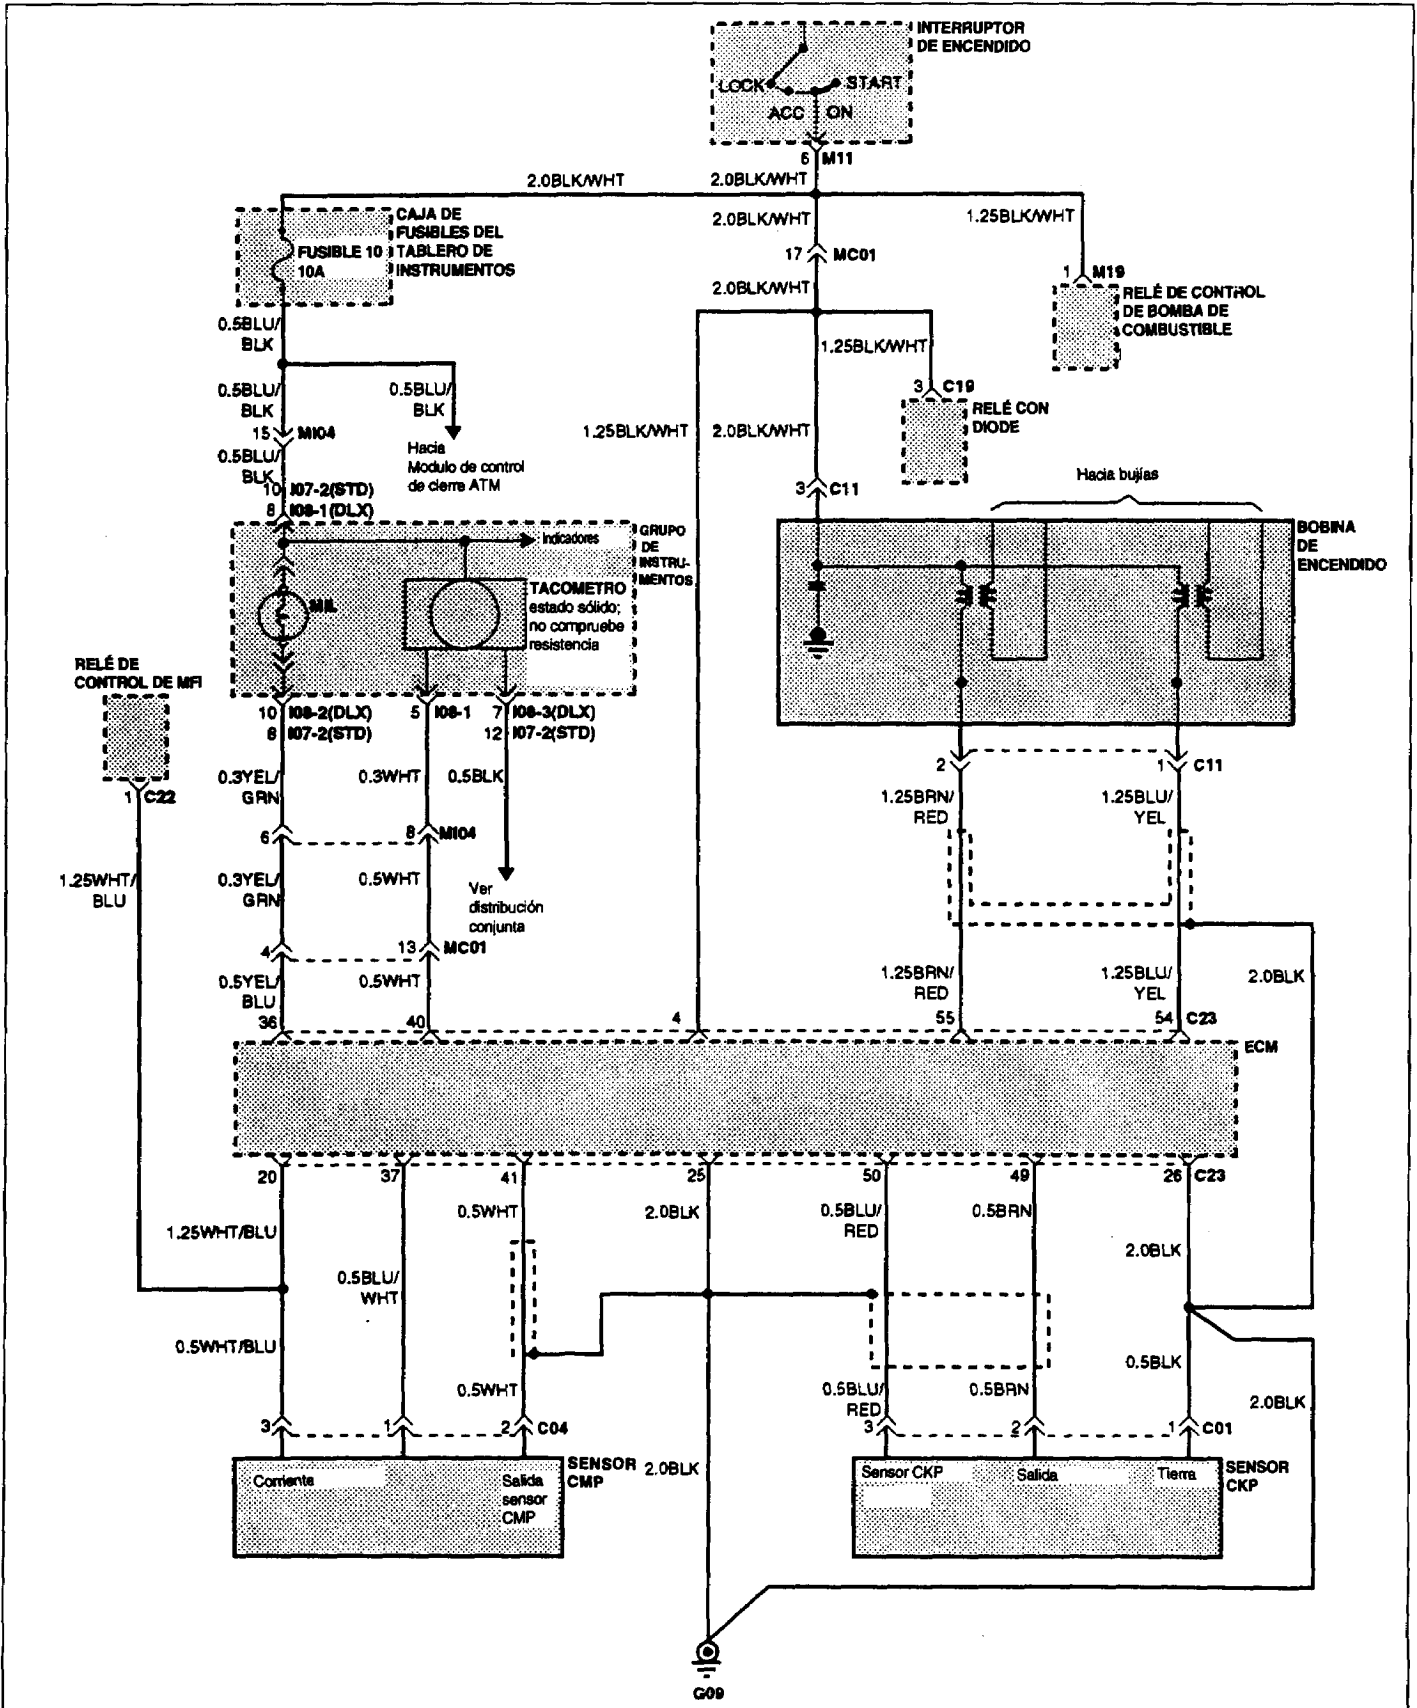 INTERRUPTOR
DE ENCENDIDO
LOCK
START
ACC
ON
6 M11
2.0BLK/WHT
2.0BLK/WHT
2.0BLK/WHT
1.25BLK/WHT
CAJA DE
FUSIBLES DEL
TABLERO DE
INSTRUMENTOS
FUSIBLE 10
10A
17 MC01
1 M19
2.0BLK/WHT
RELÉ DE CONTROL
DE BOMBA DE
COMBUSTIBLE
0.5BLU/
BLK
1.25BLK/WHT
0.5BLU/
BLK
0.5BLU/
BLK
3 C19
RELÉ CON
DIODE
15 MI04
1.25BLK/WHT
2.0BLK/WHT
Hacia
Modulo de control
de cierre ATM
0.5BLU/
BLK
Hacia bujías
10 I07-2(STD)
8 I08-1(DLX)
3 C11
Indicadores
GRUPO
DE
INSTRU-
MENTOS
BOBINA
DE
ENCENDIDO
MIL
TACOMETRO
estado sólido;
no compruebe
resistencia
RELÉ DE
CONTROL DE MFI
10 I08-2(DLX)
8 I07-2(STD)
5 I08-1
7 I08-3(DLX)
12 I07-2(STD)
1 C22
2
1 C11
0.3YEL/
GRN
0.3WHT
0.5BLK
1.25BRN/
RED
1.25BLU/
YEL
6
8 MI04
1.25WHT/
BLU
0.3YEL/
GRN
0.5WHT
Ver
distribución
conjunta
4
13 MC01
0.5YEL/
BLU
0.5WHT
1.25BRN/
RED
1.25BLU/
YEL
2.0BLK
36
40
4
55
54 C23
ECM
20
37
41
25
50
49
26 C23
1.25WHT/BLU
0.5WHT
2.0BLK
0.5BLU/
RED
0.5BRN
2.0BLK
0.5BLU/
WHT
0.5WHT/BLU
0.5WHT
0.5BLU/
RED
0.5BRN
0.5BLK
2.0BLK
3
1
2 C04
3
2
1 C01
SENSOR
CMP
Corriente
Salida
sensor
CMP
2.0BLK
Sensor CKP
Salida
Tierra
SENSOR
CKP
G09